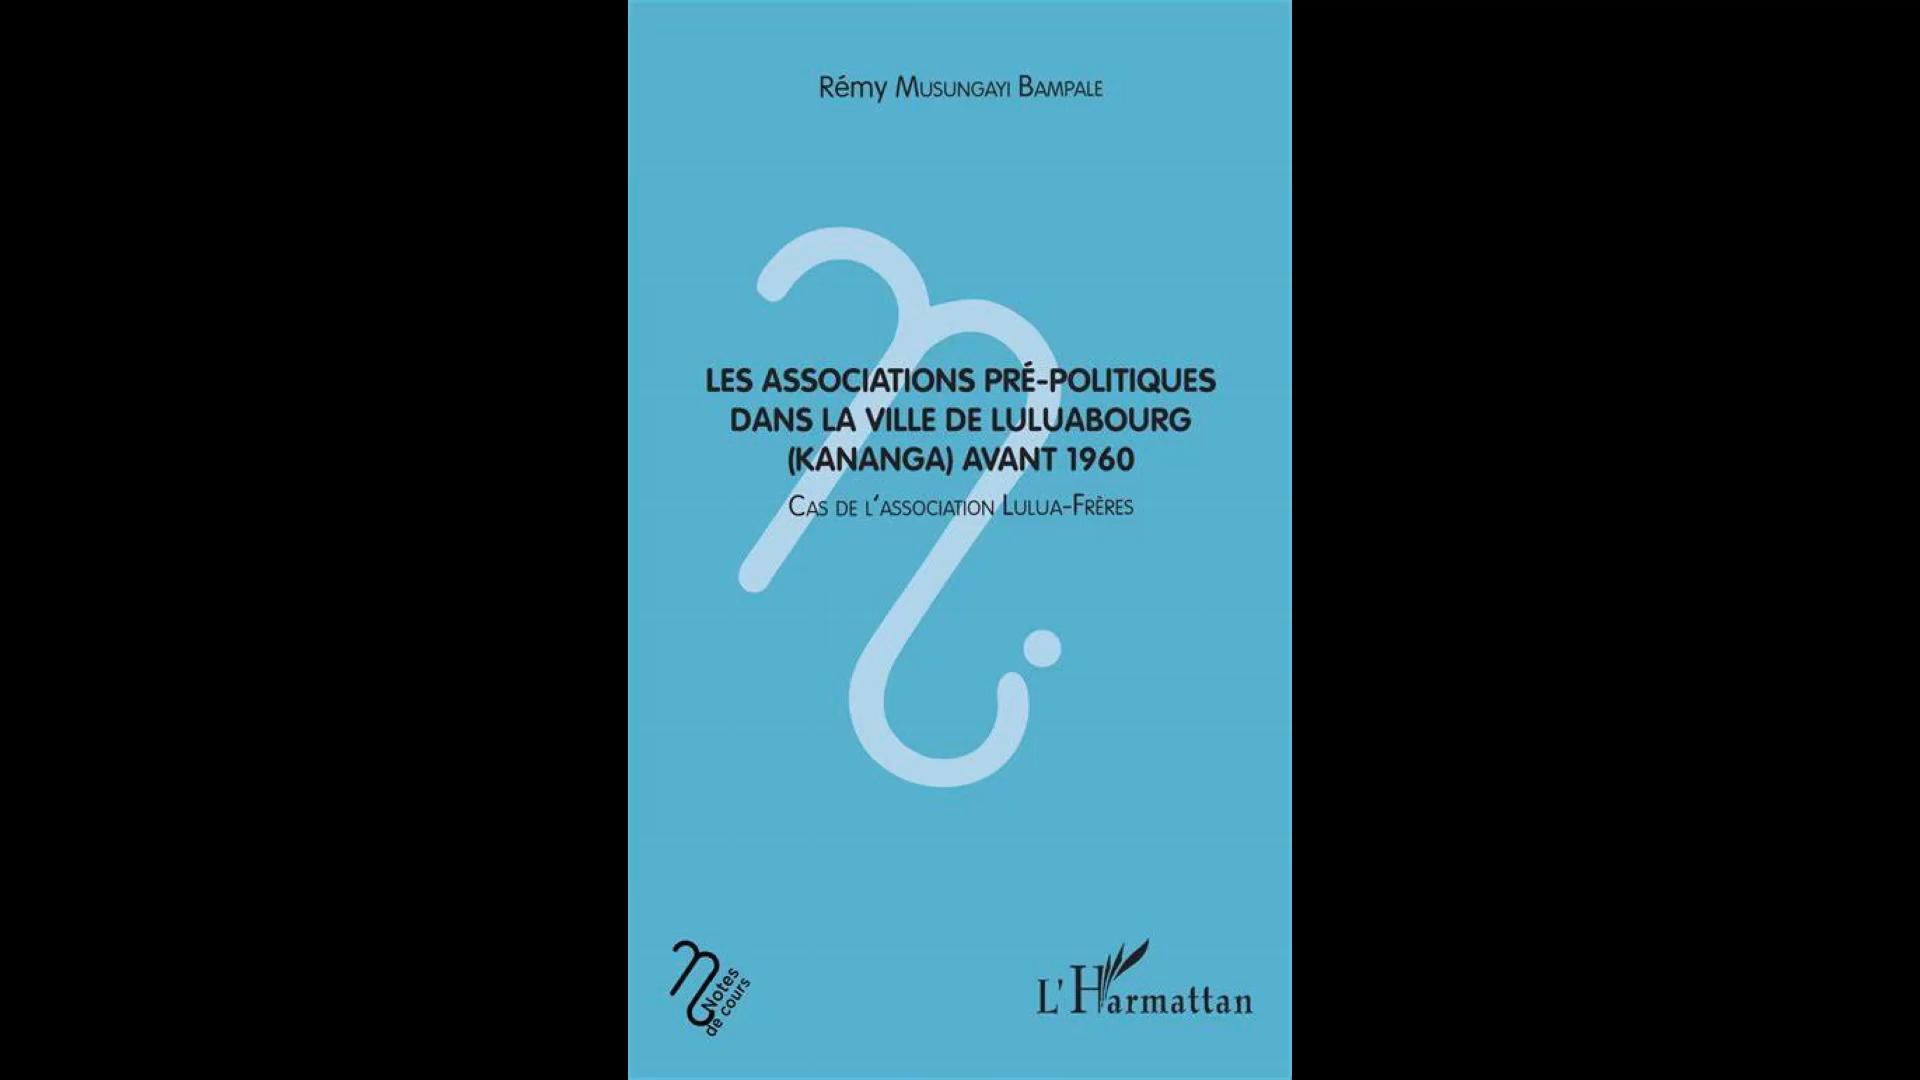 Rémy MUSUNGAYI BAMPALE
LES ASSOCIATIONS PRÉ-POLITIQUES
DANS LA VILLE DE LULUABOURG
(KANANGA) AVANT 1960
CAS DE L'ASSOCIATION LULUA-FRÈRES
Notes
de cours
L'Harmattan